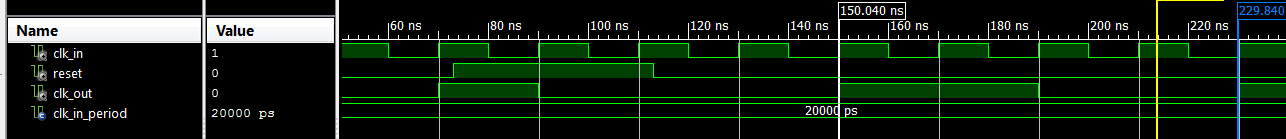 150.040 ns
229.840
Name Value 60 ns 80 ns 100 ns 120 ns 140 ns 160 ns 180 ns 200 ns 220 ns
clk_in 1
reset 0
clk_out 0
clk_in_period 20000 ps 20000 ps